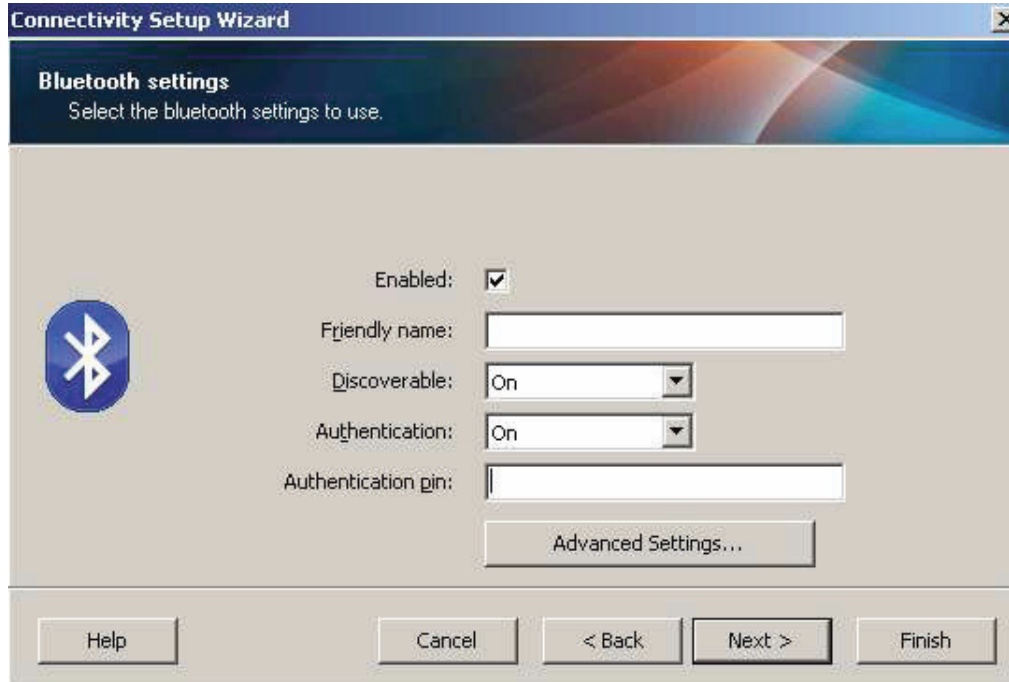 Connectivity Setup Wizard
Bluetooth settings
Select the bluetooth settings to use.
Enabled:
Friendly name:
Discoverable: On
Authentication: On
Authentication pin:
Advanced Settings...
Help Cancel < Back Next > Finish